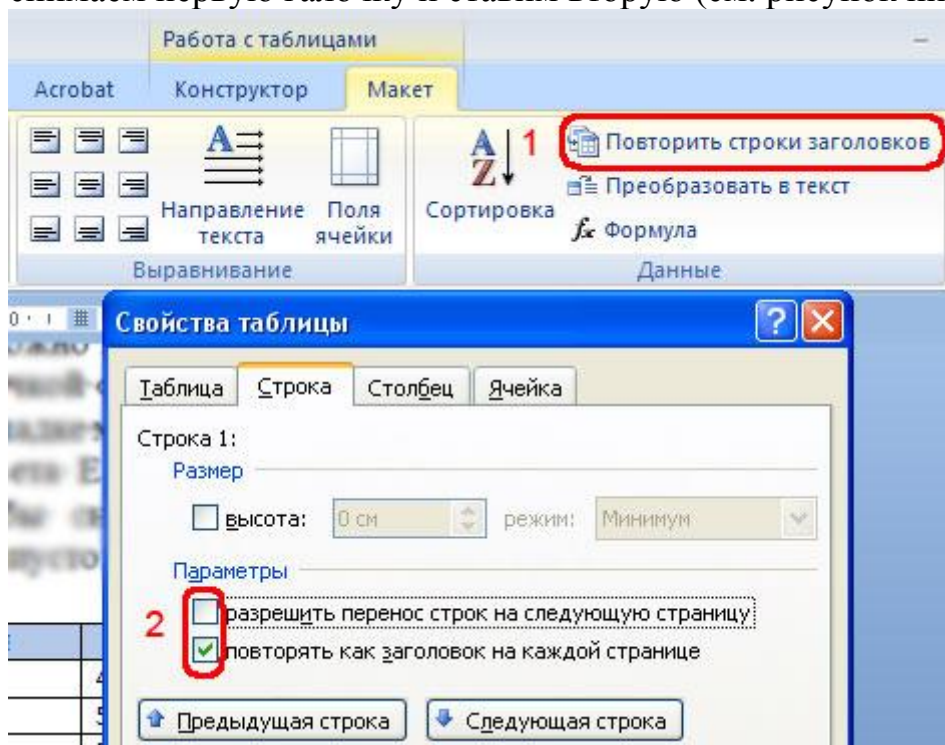 Работа с таблицами
Acrobat Конструктор Макет
Направление текста
Поля ячейки
Сортировка
1
Повторить строки заголовков
Преобразовать в текст
fx Формула
Выравнивание
Данные
Свойства таблицы
Таблица Строка Столбец Ячейка
Строка 1:
Размер
высота: 0 см режим: Минимум
Параметры
2
разрешить перенос строк на следующую страницу
повторять как заголовок на каждой странице
Предыдущая строка Следующая строка